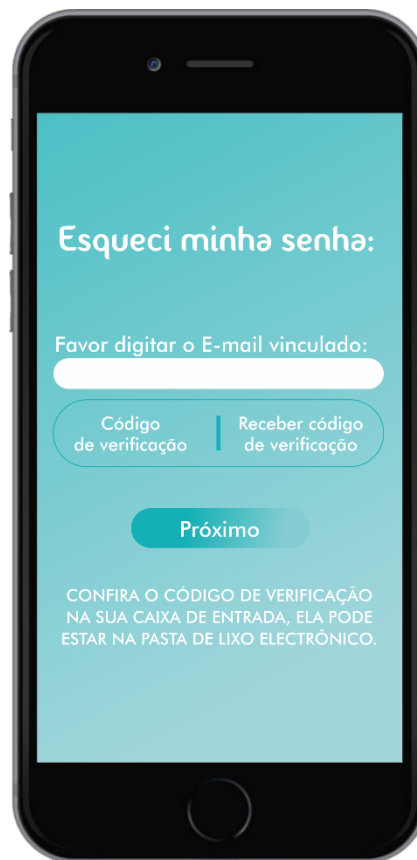 Esqueci minha senha:
Favor digitar o E-mail vinculado:
Código
de verificação
Receber código
de verificação
Próximo
CONFIRA O CÓDIGO DE VERIFICAÇÃO
NA SUA CAIXA DE ENTRADA, ELA PODE
ESTAR NA PASTA DE LIXO ELECTRÔNICO.